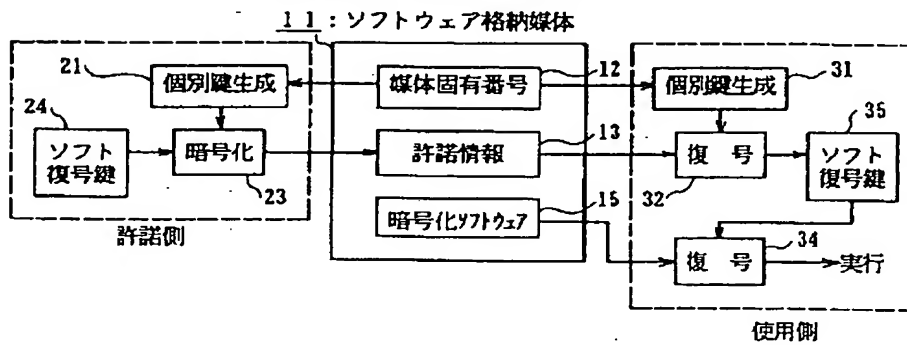 11：ソフトウェア格納媒体
21
個別鍵生成
24
ソフト
復号鍵
暗号化
23
許諾側
12
媒体固有番号
13
許諾情報
15
暗号化ソフトウェア
31
個別鍵生成
35
復 号
32
ソフト
復号鍵
34
復 号
実行
使用側